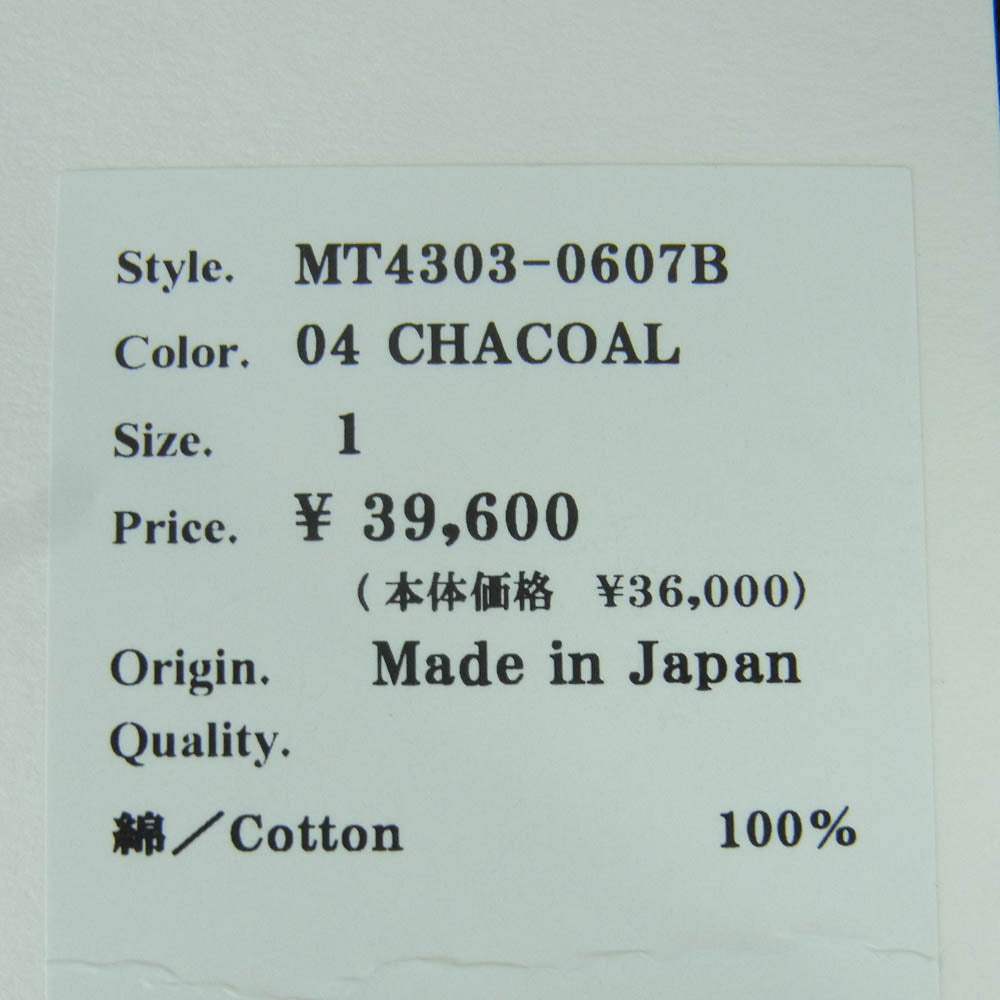 Style. MT4303-0607B
Color. 04 CHACOAL
Size. 1
Price. ¥ 39,600
(本体価格 ¥36,000)
Origin. Made in Japan
Quality.
綿／Cotton 100%